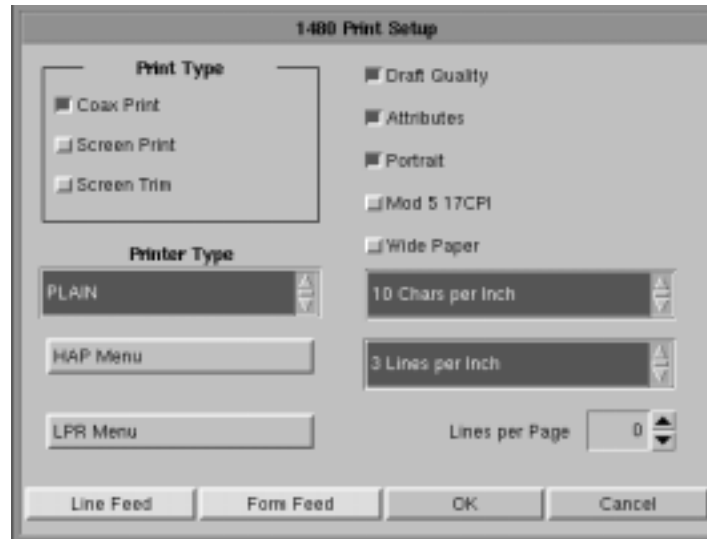 1480 Print Setup
Print Type
Coax Print
Screen Print
Screen Trim
Printer Type
PLAIN
HAP Menu
LPR Menu
Draft Quality
Attributes
Portrait
Mod 5 17CPI
Wide Paper
10 Chars per Inch
3 Lines per Inch
Lines per Page 0
Line Feed Form Feed OK Cancel